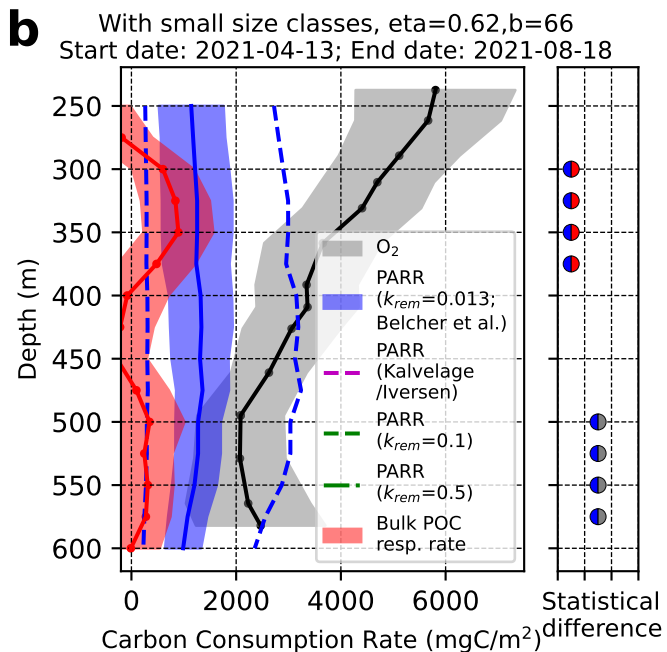 b
With small size classes, eta=0.62,b=66
Start date: 2021-04-13; End date: 2021-08-18
250
300
350
400
450
500
550
600
Depth (m)
O₂
PARR
(k_rem=0.013;
Belcher et al.)
PARR
(Kalvelage
/Iversen)
PARR
(k_rem=0.1)
PARR
(k_rem=0.5)
Bulk POC
resp. rate
0 2000 4000 6000
Carbon Consumption Rate (mgC/m²)
Statistical
difference